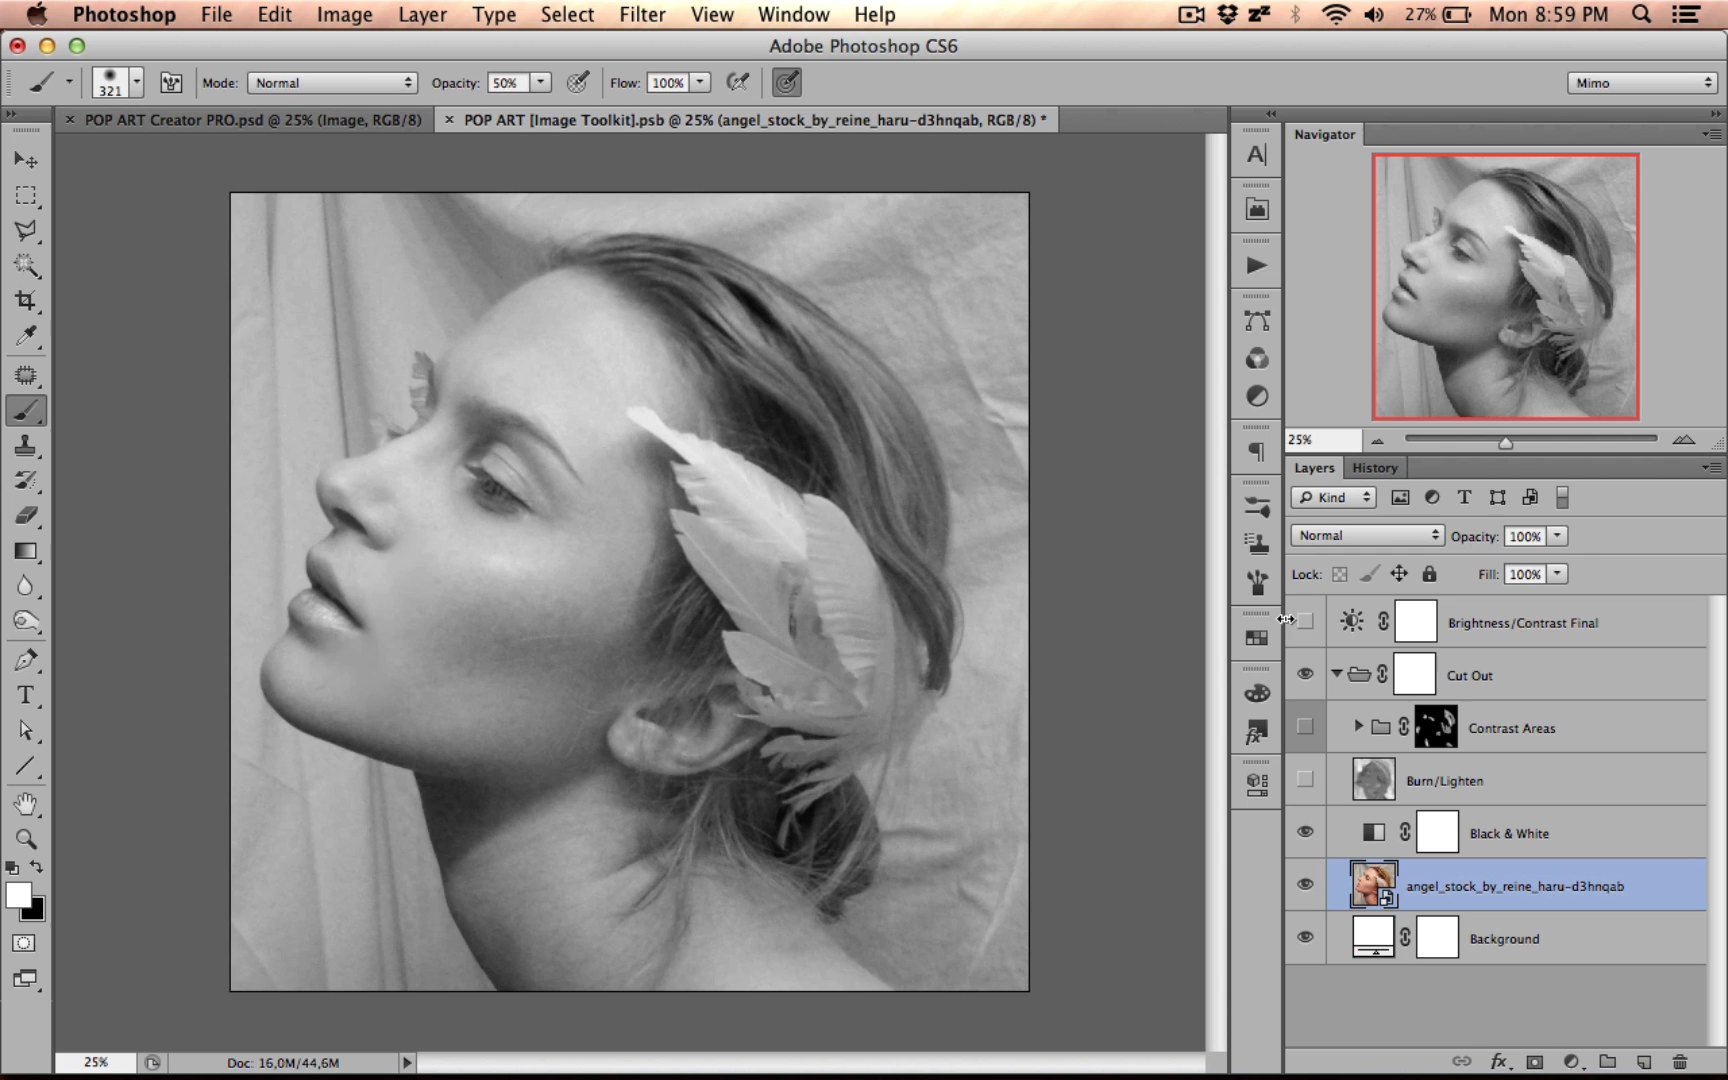 Photoshop File Edit Image Layer Type Select Filter View Window Help 27% Mon 8:59 PM
Adobe Photoshop CS6
321 Mode: Normal Opacity: 50% Flow: 100% Mimo
POP ART Creator PRO.psd @ 25% (Image, RGB/8) POP ART [Image Toolkit].psb @ 25% (angel_stock_by_reine_haru-d3hnqab, RGB/8) *
Navigator
25%
Layers History
Kind
Normal Opacity: 100%
Lock: Fill: 100%
Brightness/Contrast Final
Cut Out
Contrast Areas
Burn/Lighten
Black & White
angel_stock_by_reine_haru-d3hnqab
Background
25% Doc: 16,0M/44,6M